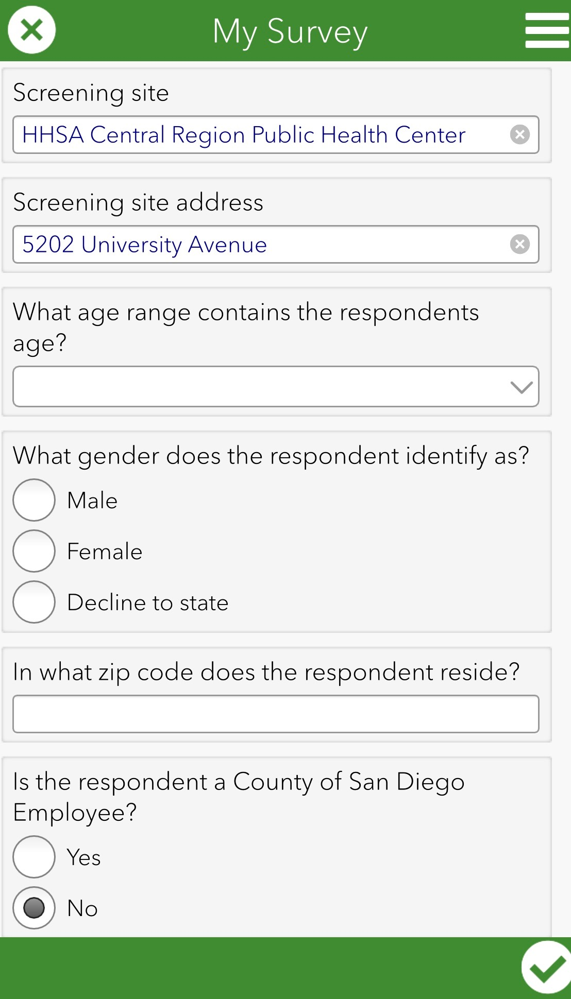 My Survey
Screening site
HHSA Central Region Public Health Center
Screening site address
5202 University Avenue
What age range contains the respondents
age?
What gender does the respondent identify as?
Male
Female
Decline to state
In what zip code does the respondent reside?
Is the respondent a County of San Diego
Employee?
Yes
No